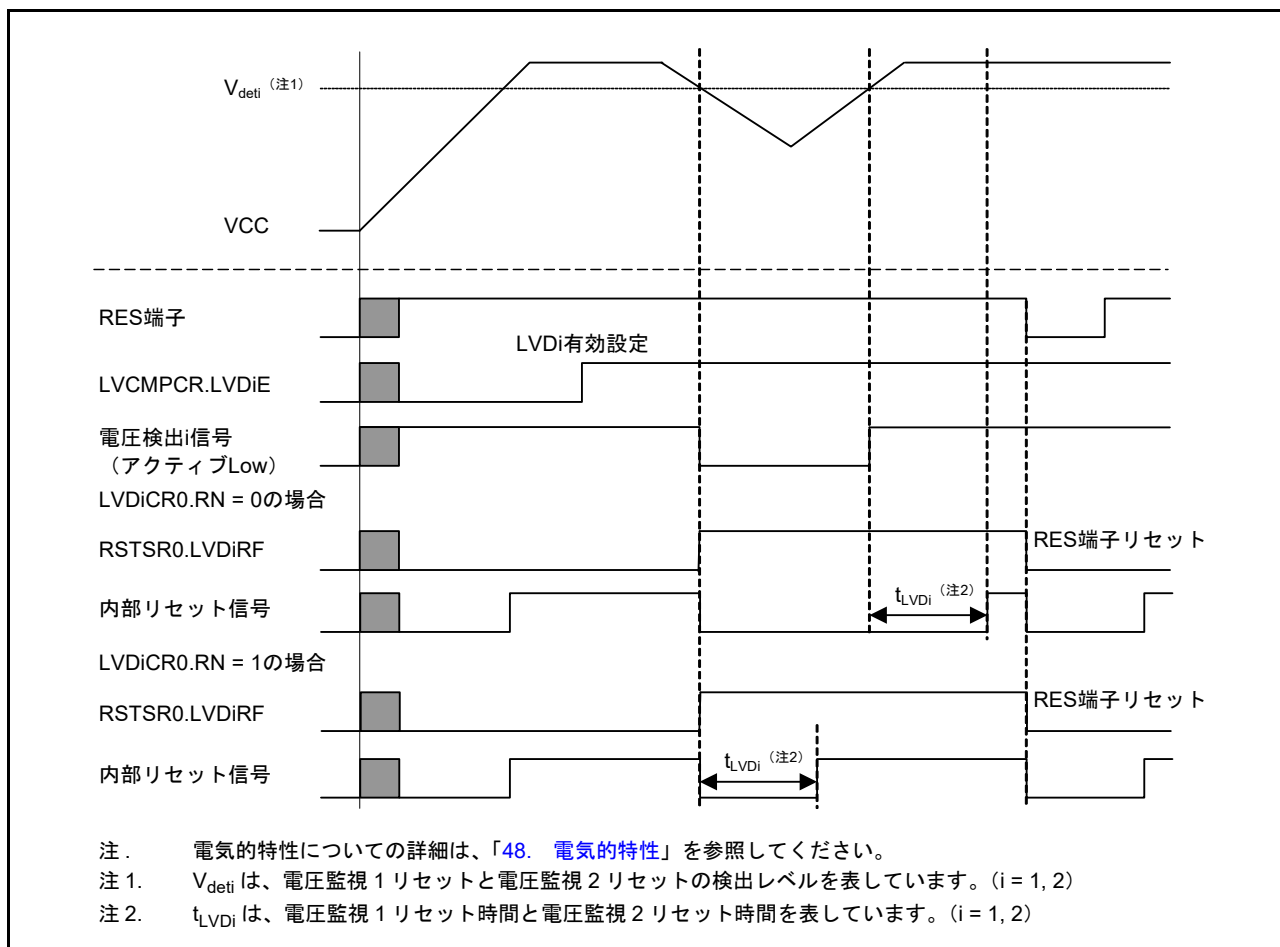 Vdeti（注1）
VCC
RES端子
LVDi有効設定
LVCMPCR.LVDiE
電圧検出i信号
（アクティブLow）
LVDiCR0.RN = 0の場合
RSTSR0.LVDiRF
RES端子リセット
内部リセット信号
tLVDi（注2）
LVDiCR0.RN = 1の場合
RSTSR0.LVDiRF
RES端子リセット
内部リセット信号
tLVDi（注2）
注 . 電気的特性についての詳細は、「48. 電気的特性」を参照してください。
注 1. Vdeti は、電圧監視 1 リセットと電圧監視 2 リセットの検出レベルを表しています。（i = 1, 2）
注 2. tLVDi は、電圧監視 1 リセット時間と電圧監視 2 リセット時間を表しています。（i = 1, 2）